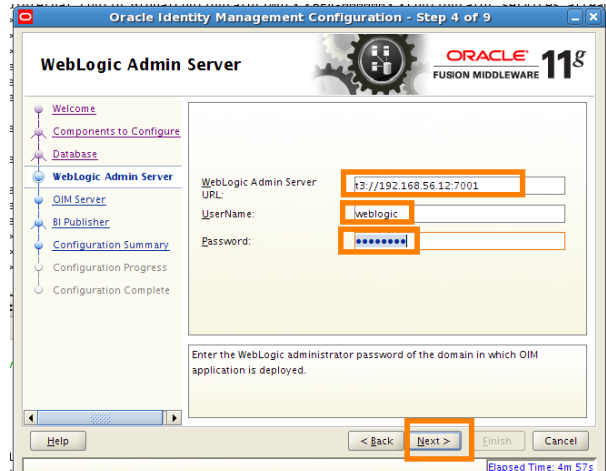 Oracle Identity Management Configuration - Step 4 of 9
WebLogic Admin Server
ORACLE
FUSION MIDDLEWARE 11g
Welcome
Components to Configure
Database
WebLogic Admin Server
OIM Server
BI Publisher
Configuration Summary
Configuration Progress
Configuration Complete
WebLogic Admin Server
URL:
t3://192.168.56.12:7001
UserName:
weblogic
Password:
••••••••
Enter the WebLogic administrator password of the domain in which OIM
application is deployed.
Help
< Back
Next >
Finish
Cancel
Elapsed Time: 4m 57s